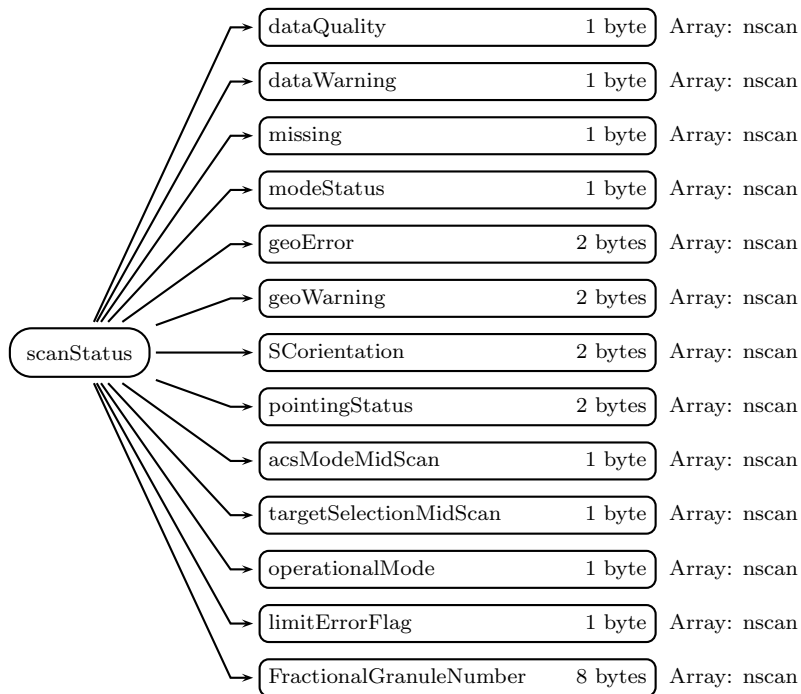 dataQuality 1 byte Array: nscan
dataWarning 1 byte Array: nscan
missing 1 byte Array: nscan
modeStatus 1 byte Array: nscan
geoError 2 bytes Array: nscan
geoWarning 2 bytes Array: nscan
scanStatus SCorientation 2 bytes Array: nscan
pointingStatus 2 bytes Array: nscan
acsModeMidScan 1 byte Array: nscan
targetSelectionMidScan 1 byte Array: nscan
operationalMode 1 byte Array: nscan
limitErrorFlag 1 byte Array: nscan
FractionalGranuleNumber 8 bytes Array: nscan